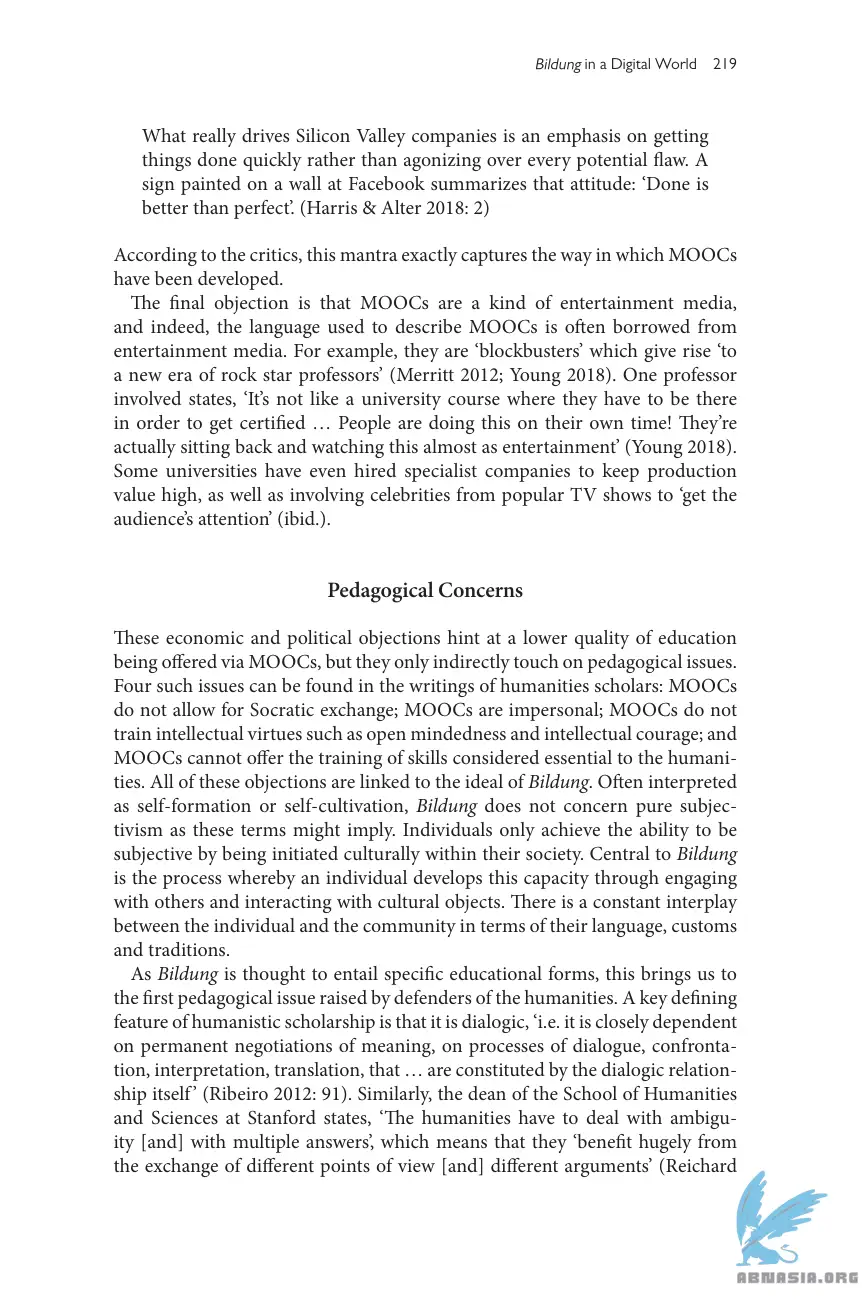 Bildung in a Digital World 219
What really drives Silicon Valley companies is an emphasis on getting
things done quickly rather than agonizing over every potential flaw. A
sign painted on a wall at Facebook summarizes that attitude: ‘Done is
better than perfect’. (Harris & Alter 2018: 2)
According to the critics, this mantra exactly captures the way in which MOOCs
have been developed.
The final objection is that MOOCs are a kind of entertainment media,
and indeed, the language used to describe MOOCs is often borrowed from
entertainment media. For example, they are ‘blockbusters’ which give rise ‘to
a new era of rock star professors’ (Merritt 2012; Young 2018). One professor
involved states, ‘It’s not like a university course where they have to be there
in order to get certified … People are doing this on their own time! They’re
actually sitting back and watching this almost as entertainment’ (Young 2018).
Some universities have even hired specialist companies to keep production
value high, as well as involving celebrities from popular TV shows to ‘get the
audience’s attention’ (ibid.).
Pedagogical Concerns
These economic and political objections hint at a lower quality of education
being offered via MOOCs, but they only indirectly touch on pedagogical issues.
Four such issues can be found in the writings of humanities scholars: MOOCs
do not allow for Socratic exchange; MOOCs are impersonal; MOOCs do not
train intellectual virtues such as open mindedness and intellectual courage; and
MOOCs cannot offer the training of skills considered essential to the humani-
ties. All of these objections are linked to the ideal of Bildung. Often interpreted
as self-formation or self-cultivation, Bildung does not concern pure subjec-
tivism as these terms might imply. Individuals only achieve the ability to be
subjective by being initiated culturally within their society. Central to Bildung
is the process whereby an individual develops this capacity through engaging
with others and interacting with cultural objects. There is a constant interplay
between the individual and the community in terms of their language, customs
and traditions.
As Bildung is thought to entail specific educational forms, this brings us to
the first pedagogical issue raised by defenders of the humanities. A key defining
feature of humanistic scholarship is that it is dialogic, ‘i.e. it is closely dependent
on permanent negotiations of meaning, on processes of dialogue, confronta-
tion, interpretation, translation, that … are constituted by the dialogic relation-
ship itself’ (Ribeiro 2012: 91). Similarly, the dean of the School of Humanities
and Sciences at Stanford states, ‘The humanities have to deal with ambigu-
ity [and] with multiple answers’, which means that they ‘benefit hugely from
the exchange of different points of view [and] different arguments’ (Reichard
ABNASIA.ORG